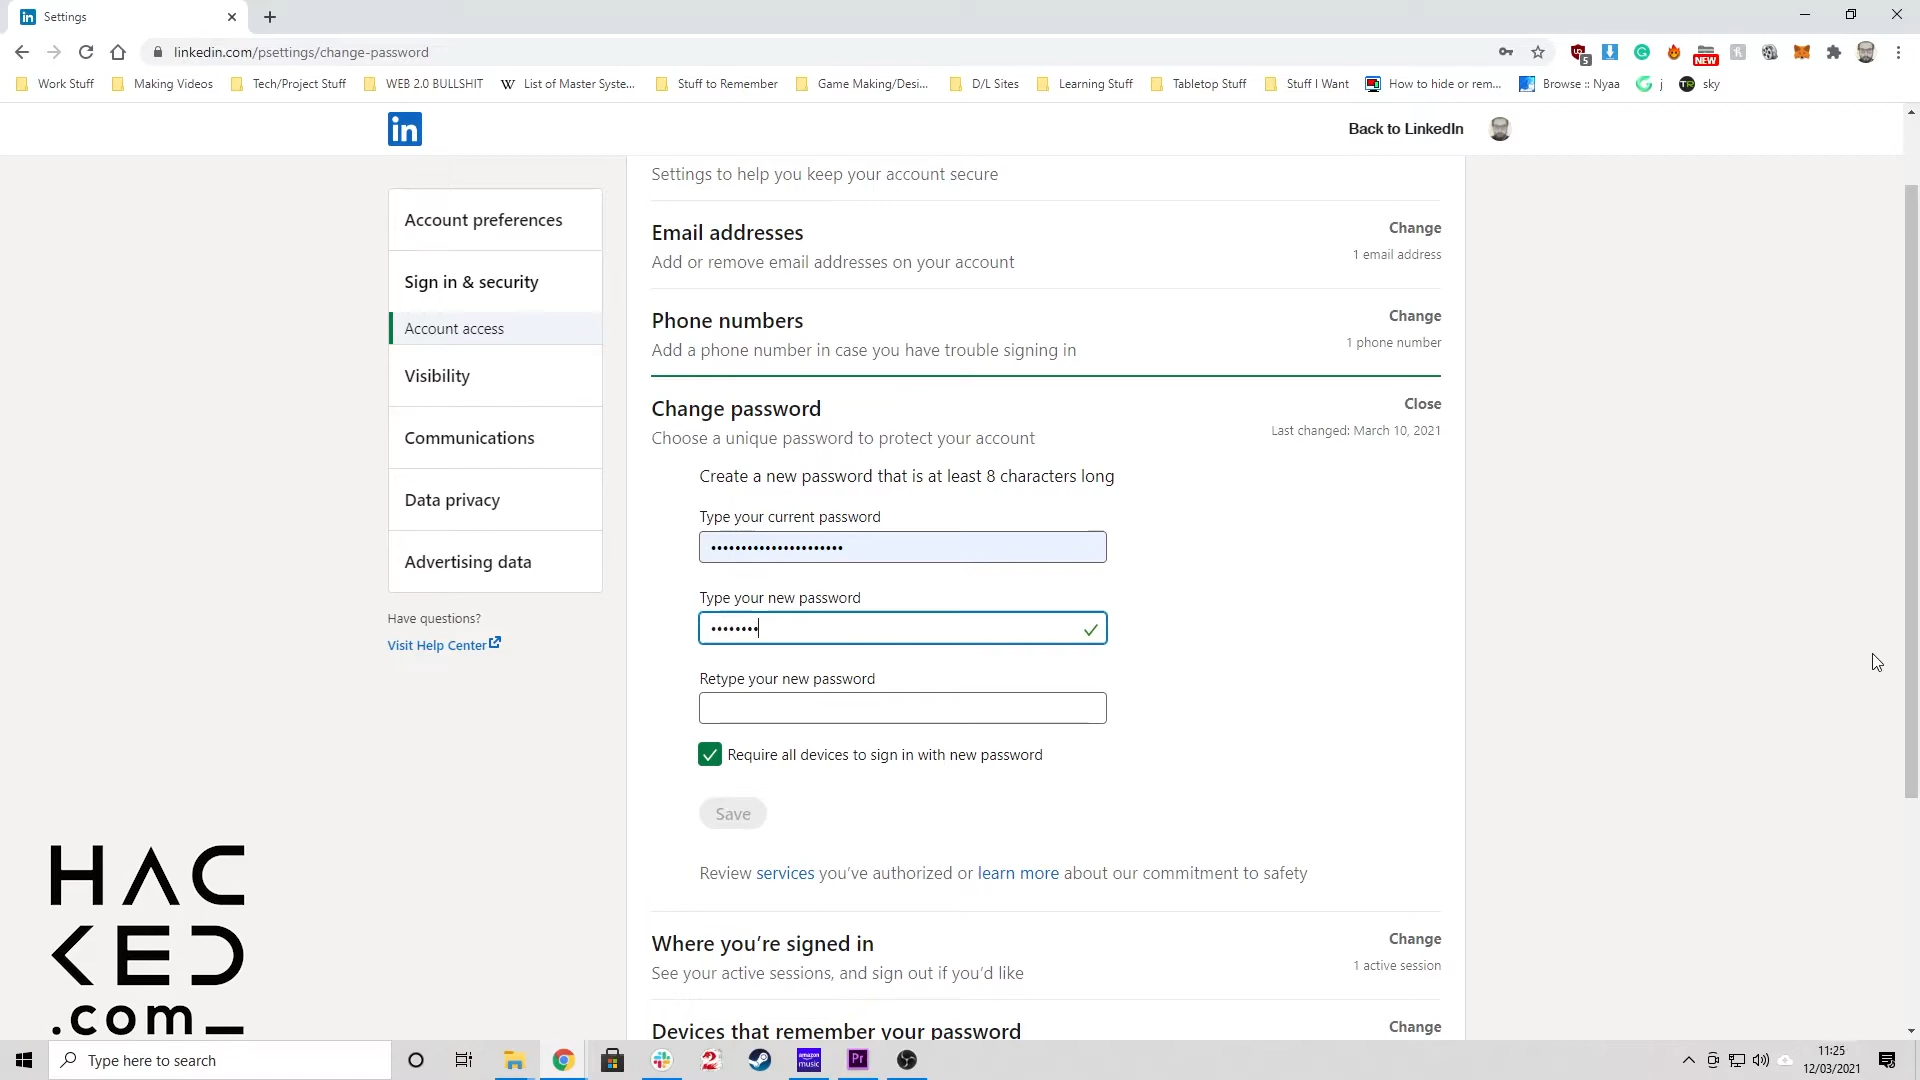 Settings
linkedin.com/psettings/change-password
5
NEW
Work Stuff
Making Videos
Tech/Project Stuff
WEB 2.0 BULLSHIT
W List of Master Syste...
Stuff to Remember
Game Making/Desi...
D/L Sites
Learning Stuff
Tabletop Stuff
Stuff I Want
How to hide or rem...
Browse :: Nyaa
j
TR sky
in
Back to LinkedIn
Settings to help you keep your account secure
Account preferences
Sign in & security
Account access
Visibility
Communications
Data privacy
Advertising data
Have questions?
Visit Help Center
Email addresses
Change
Add or remove email addresses on your account
1 email address
Phone numbers
Change
Add a phone number in case you have trouble signing in
1 phone number
Change password
Close
Choose a unique password to protect your account
Last changed: March 10, 2021
Create a new password that is at least 8 characters long
Type your current password
••••••••••••••••••••••
Type your new password
••••••••
Retype your new password
Require all devices to sign in with new password
Save
Review services you've authorized or learn more about our commitment to safety
Where you're signed in
Change
See your active sessions, and sign out if you'd like
1 active session
Devices that remember your password
Change
HAC
KED
.com_
Type here to search
amazon music
Pr
11:25
12/03/2021